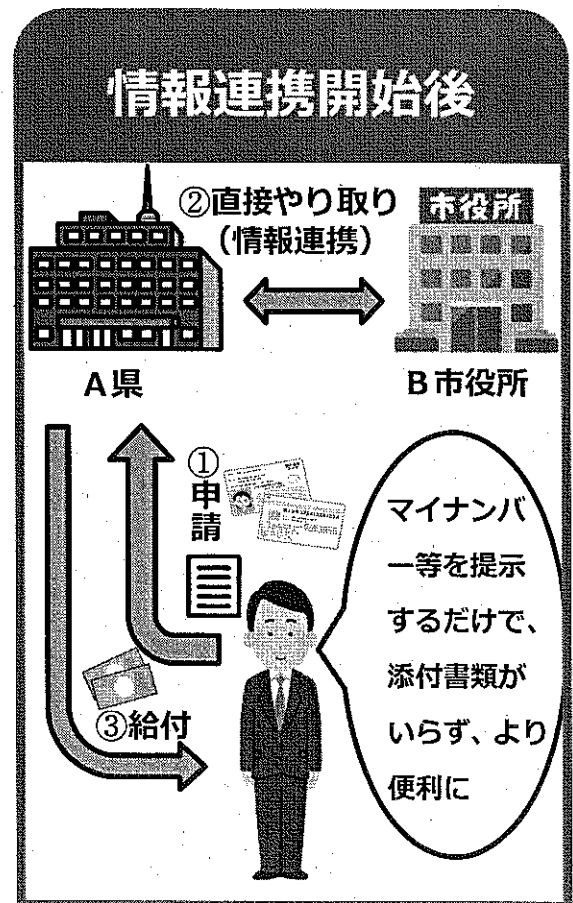 情報連携開始後
②直接やり取り
(情報連携)
市役所
A県
B市役所
①
申請
マイナンバ
ー等を提示
するだけで、
添付書類が
いらず、より
便利に
③給付